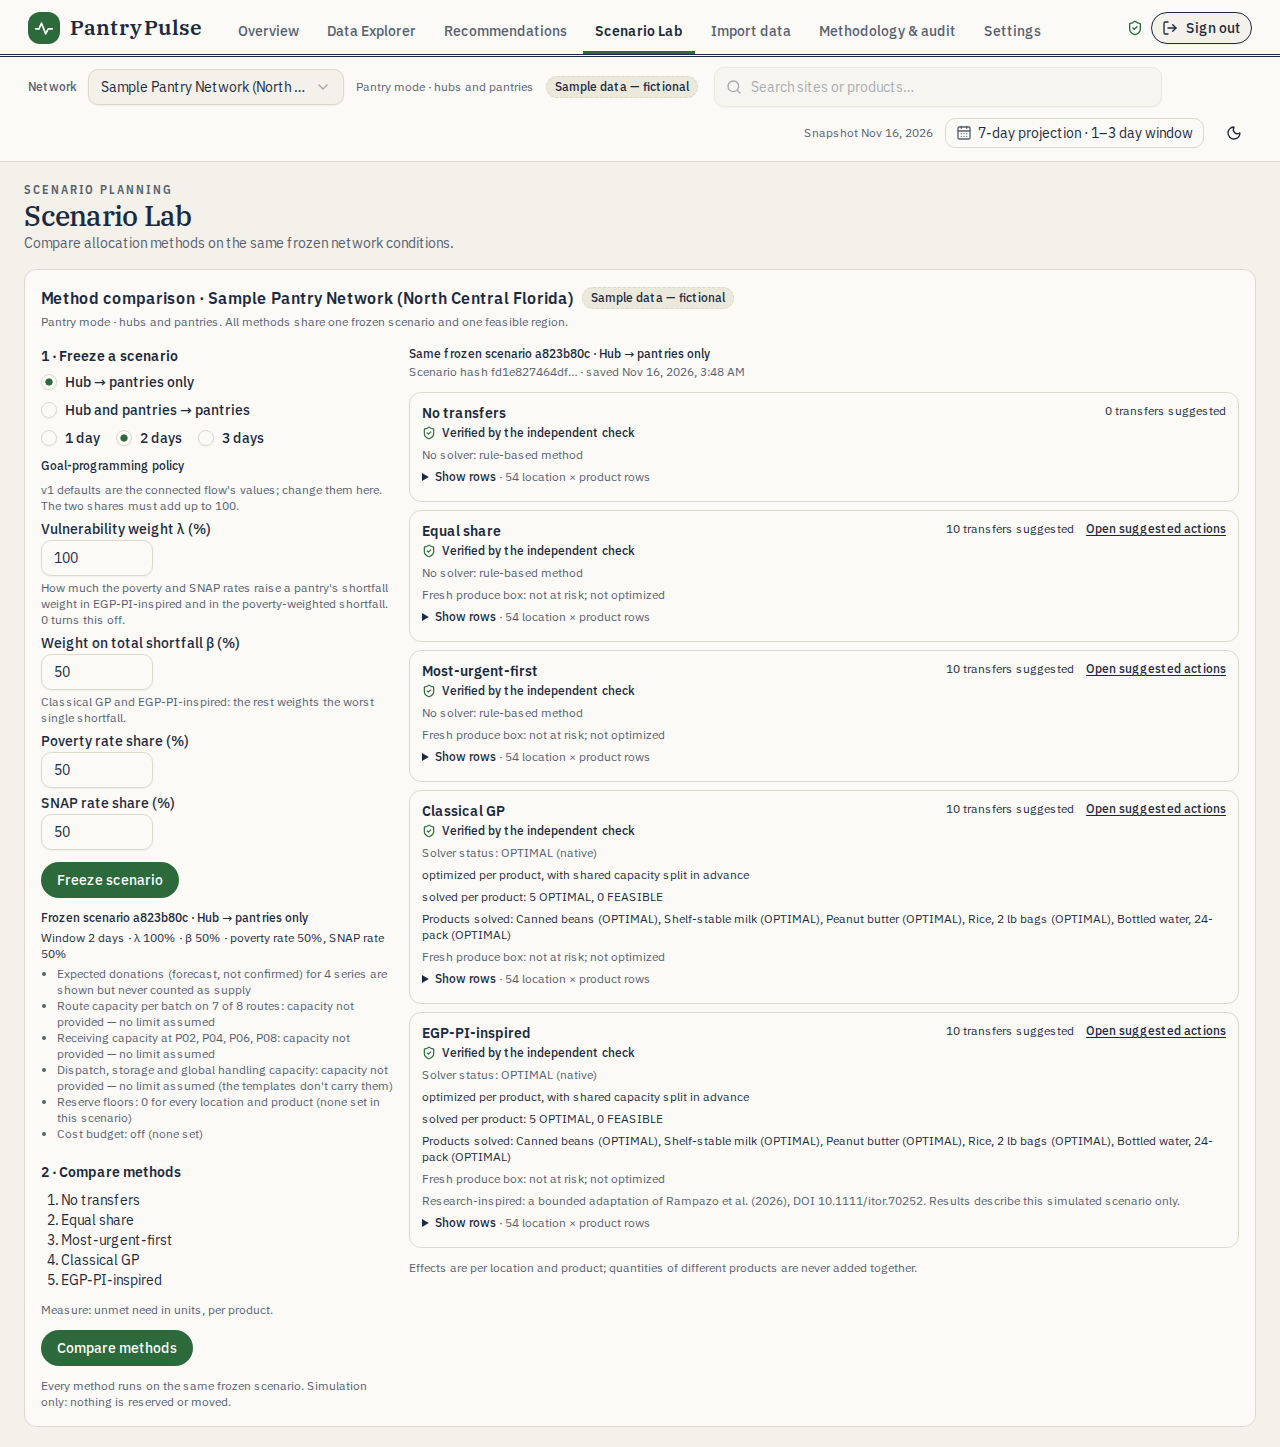 PantryPulse
Overview
Data Explorer
Recommendations
Scenario Lab
Import data
Methodology & audit
Settings
Sign out
Network
Sample Pantry Network (North ...
Pantry mode · hubs and pantries
Sample data — fictional
Search sites or products...
Snapshot Nov 16, 2026
7-day projection · 1–3 day window
SCENARIO PLANNING
Scenario Lab
Compare allocation methods on the same frozen network conditions.
Method comparison · Sample Pantry Network (North Central Florida)
Sample data — fictional
Pantry mode · hubs and pantries. All methods share one frozen scenario and one feasible region.
1 · Freeze a scenario
Hub → pantries only
Hub and pantries → pantries
1 day
2 days
3 days
Goal-programming policy
v1 defaults are the connected flow's values; change them here.
The two shares must add up to 100.
Vulnerability weight λ (%)
100
How much the poverty and SNAP rates raise a pantry's shortfall
weight in EGP-PI-inspired and in the poverty-weighted shortfall.
0 turns this off.
Weight on total shortfall β (%)
50
Classical GP and EGP-PI-inspired: the rest weights the worst
single shortfall.
Poverty rate share (%)
50
SNAP rate share (%)
50
Freeze scenario
Frozen scenario a823b80c · Hub → pantries only
Window 2 days · λ 100% · β 50% · poverty rate 50%, SNAP rate
50%
• Expected donations (forecast, not confirmed) for 4 series are
shown but never counted as supply
• Route capacity per batch on 7 of 8 routes: capacity not
provided — no limit assumed
• Receiving capacity at P02, P04, P06, P08: capacity not
provided — no limit assumed
• Dispatch, storage and global handling capacity: capacity not
provided — no limit assumed (the templates don't carry them)
• Reserve floors: 0 for every location and product (none set in
this scenario)
• Cost budget: off (none set)
2 · Compare methods
1. No transfers
2. Equal share
3. Most-urgent-first
4. Classical GP
5. EGP-PI-inspired
Measure: unmet need in units, per product.
Compare methods
Every method runs on the same frozen scenario. Simulation
only: nothing is reserved or moved.
Same frozen scenario a823b80c · Hub → pantries only
Scenario hash fd1e827464df... · saved Nov 16, 2026, 3:48 AM
No transfers
0 transfers suggested
Verified by the independent check
No solver: rule-based method
Show rows · 54 location × product rows
Equal share
10 transfers suggested
Open suggested actions
Verified by the independent check
No solver: rule-based method
Fresh produce box: not at risk; not optimized
Show rows · 54 location × product rows
Most-urgent-first
10 transfers suggested
Open suggested actions
Verified by the independent check
No solver: rule-based method
Fresh produce box: not at risk; not optimized
Show rows · 54 location × product rows
Classical GP
10 transfers suggested
Open suggested actions
Verified by the independent check
Solver status: OPTIMAL (native)
optimized per product, with shared capacity split in advance
solved per product: 5 OPTIMAL, 0 FEASIBLE
Products solved: Canned beans (OPTIMAL), Shelf-stable milk (OPTIMAL), Peanut butter (OPTIMAL), Rice, 2 lb bags (OPTIMAL), Bottled water, 24-
pack (OPTIMAL)
Fresh produce box: not at risk; not optimized
Show rows · 54 location × product rows
EGP-PI-inspired
10 transfers suggested
Open suggested actions
Verified by the independent check
Solver status: OPTIMAL (native)
optimized per product, with shared capacity split in advance
solved per product: 5 OPTIMAL, 0 FEASIBLE
Products solved: Canned beans (OPTIMAL), Shelf-stable milk (OPTIMAL), Peanut butter (OPTIMAL), Rice, 2 lb bags (OPTIMAL), Bottled water, 24-
pack (OPTIMAL)
Fresh produce box: not at risk; not optimized
Research-inspired: a bounded adaptation of Rampazo et al. (2026), DOI 10.1111/itor.70252. Results describe this simulated scenario only.
Show rows · 54 location × product rows
Effects are per location and product; quantities of different products are never added together.